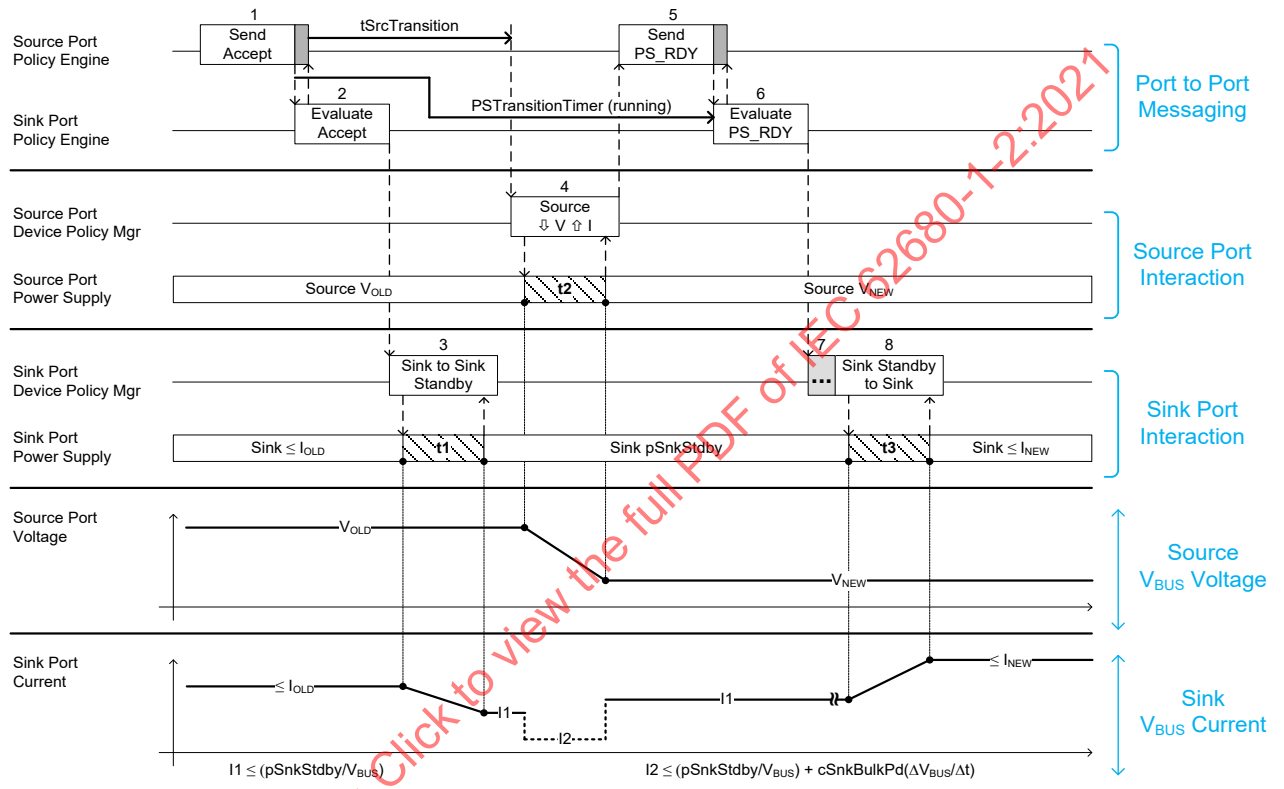 1
Source Port
Policy Engine
Send
Accept
tSrcTransition
5
Send
PS_RDY
Port to Port
Messaging
2
Sink Port
Policy Engine
Evaluate
Accept
PSTransitionTimer (running)
6
Evaluate
PS_RDY
4
Source Port
Device Policy Mgr
Source
⇩ V ⇧ I
Source Port
Interaction
Source Port
Power Supply
Source VOLD
t2
Source VNEW
3
Sink Port
Device Policy Mgr
Sink to Sink
Standby
7
...
8
Sink Standby
to Sink
Sink Port
Interaction
Sink Port
Power Supply
Sink ≤ IOLD
t1
Sink pSnkStdby
t3
Sink ≤ INEW
Source Port
Voltage
VOLD
VNEW
Source
VBUS Voltage
Sink Port
Current
≤ IOLD
I1
I2
I1
≤ INEW
Sink
VBUS Current
I1 ≤ (pSnkStdby/VBUS)
I2 ≤ (pSnkStdby/VBUS) + cSnkBulkPd(ΔVBUS/Δt)
Click to view the full PDF of IEC 62680-1-2:2021